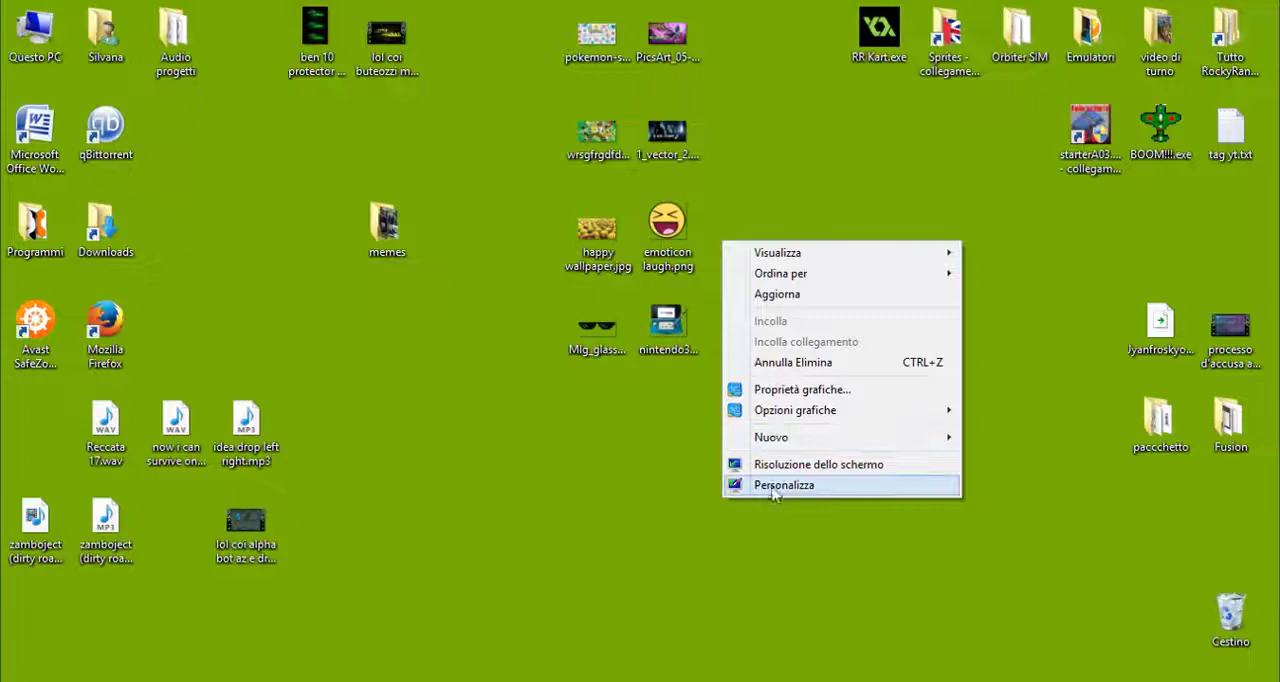 Questo PC
Silvana
Audio
progetti
ben 10
protector ...
lol coi
buteozzi m...
pokemon-s...
PicsArt_05-...
RR Kart.exe
Sprites -
collegame...
Orbiter SIM
Emulatori
video di
turno
Tutto
RockyRan...
Microsoft
Office Wo...
qBittorrent
wrsgfrgdfd...
1_vector_2....
starterA03....
- collegam...
BOOM!!!.exe
tag yt.txt
Programmi
Downloads
memes
happy
wallpaper.jpg
emoticon
laugh.png
Visualizza
Ordina per
Aggiorna
Incolla
Incolla collegamento
Annulla Elimina CTRL+Z
Proprietà grafiche...
Opzioni grafiche
Nuovo
Risoluzione dello schermo
Personalizza
Avast
SafeZo...
Mozilla
Firefox
Mlg_glass...
nintendo3...
Jyanfroskyo...
processo
d'accusa a...
Reccata
17.wav
now i can
survive on...
idea drop left
right.mp3
paccchetto
Fusion
zamboject
(dirty roa...
zamboject
(dirty roa...
lol coi alpha
bot az e dr...
Cestino